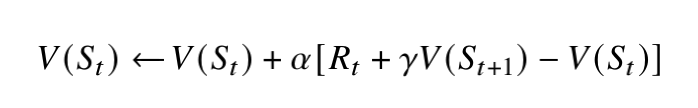 V(S_t) ← V(S_t) + α[R_t + γV(S_{t+1}) − V(S_t)]